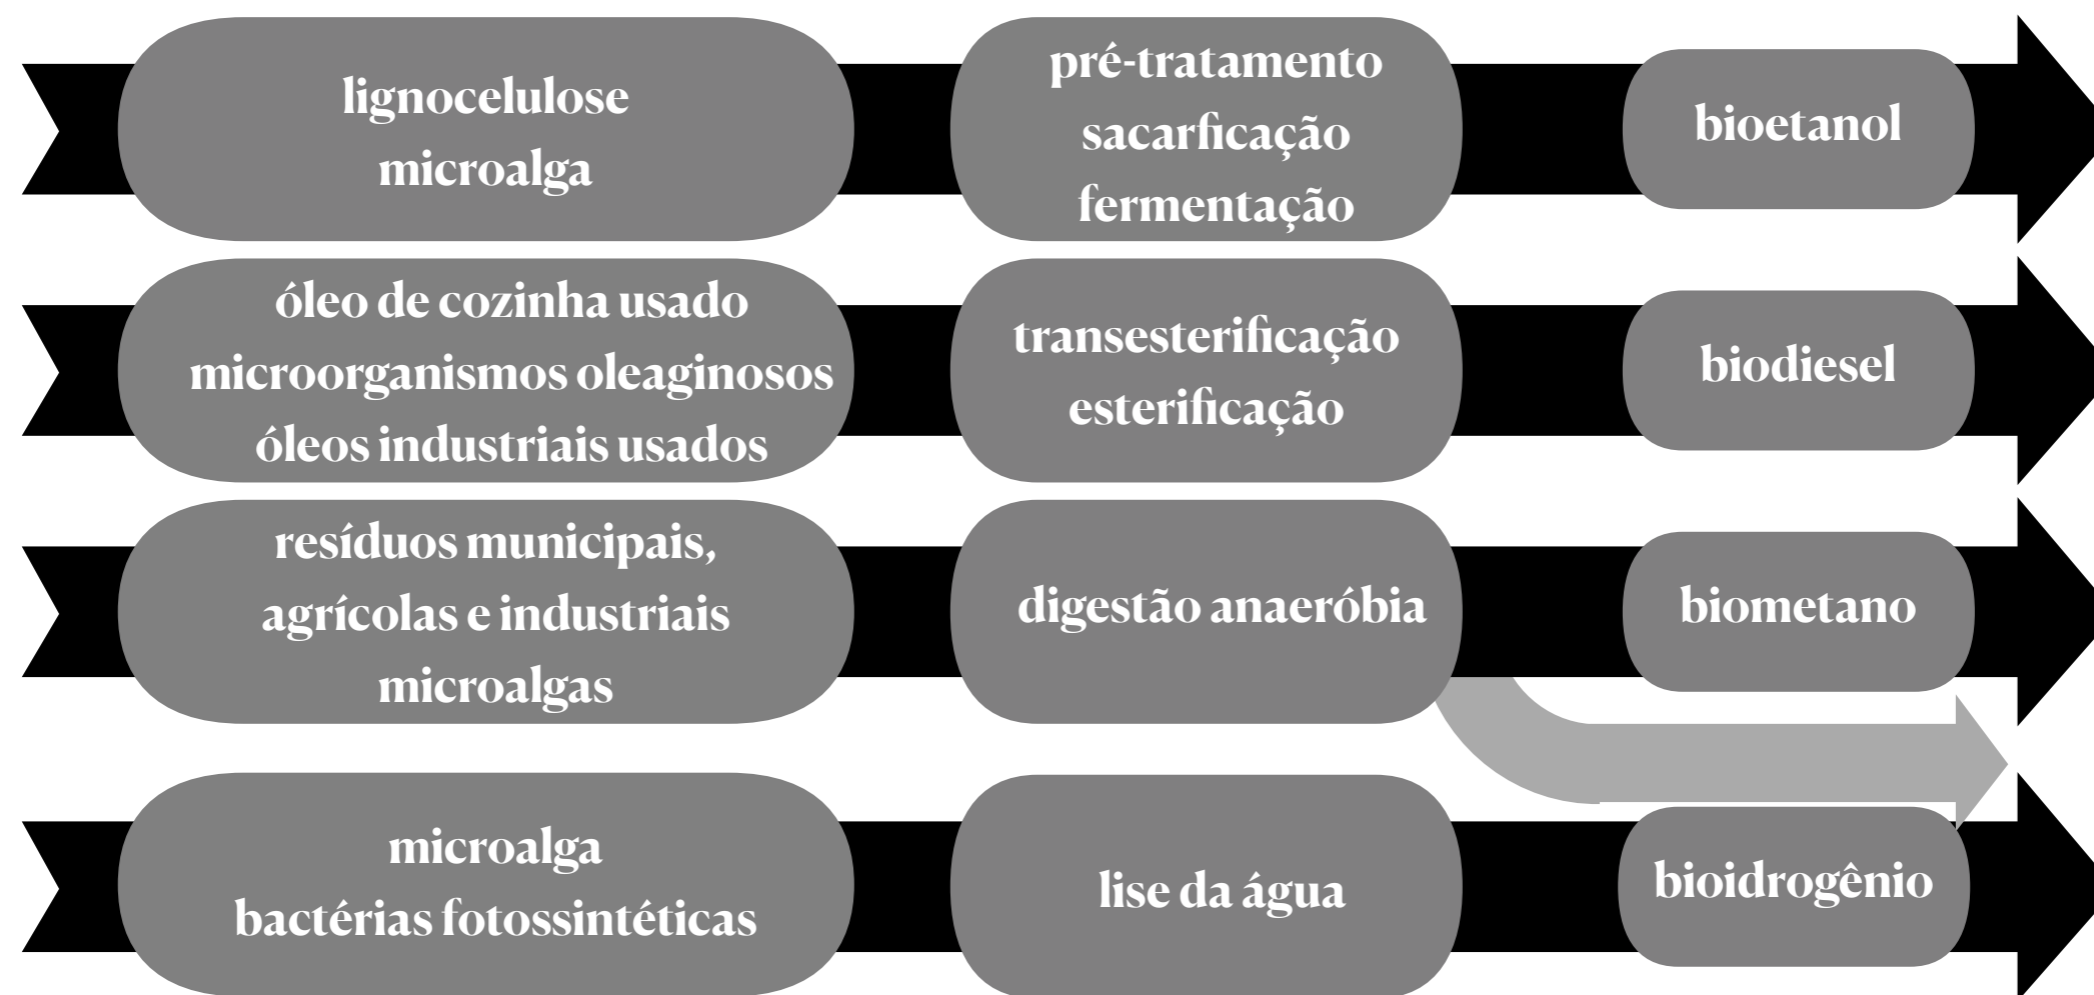 lignocelulose
microalga
pré-tratamento
sacarficação
fermentação
bioetanol
óleo de cozinha usado
microorganismos oleaginosos
óleos industriais usados
transesterificação
esterificação
biodiesel
resíduos municipais,
agrícolas e industriais
microalgas
digestão anaeróbia
biometano
microalga
bactérias fotossintéticas
lise da água
bioidrogênio